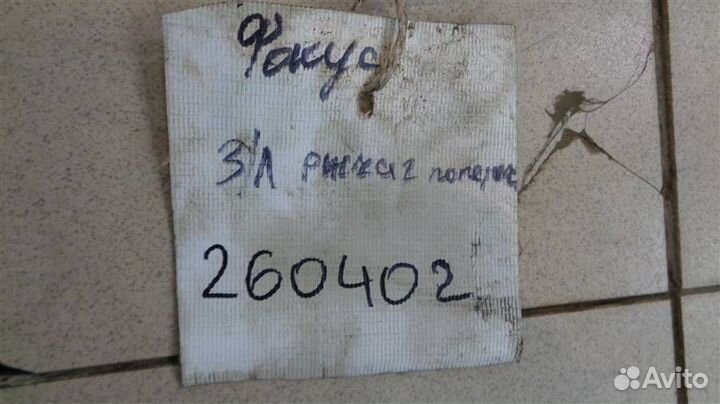 Фокус
З/Л рычаг попереч
260402
Avito